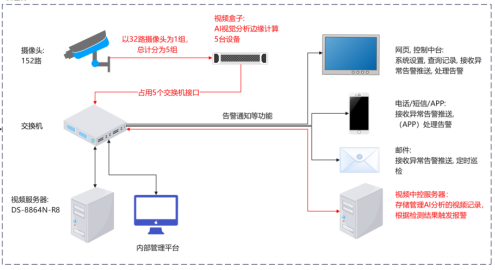 摄像头:
152路
以32路摄像头为1组,
总计分为5组
视频盒子:
AI视觉分析边缘计算
5台设备
网页, 控制中台:
系统设置, 查询记录, 接收异
常告警推送, 处理告警
占用5个交换机接口
交换机
告警通知等功能
电话/短信/APP:
接收异常告警推送,
(APP) 处理告警
邮件:
接收异常告警推送, 定时巡
检
视频服务器:
DS-8864N-R8
内部管理平台
视频中控服务器:
存储管理AI分析的视频记录,
根据检测结果触发报警